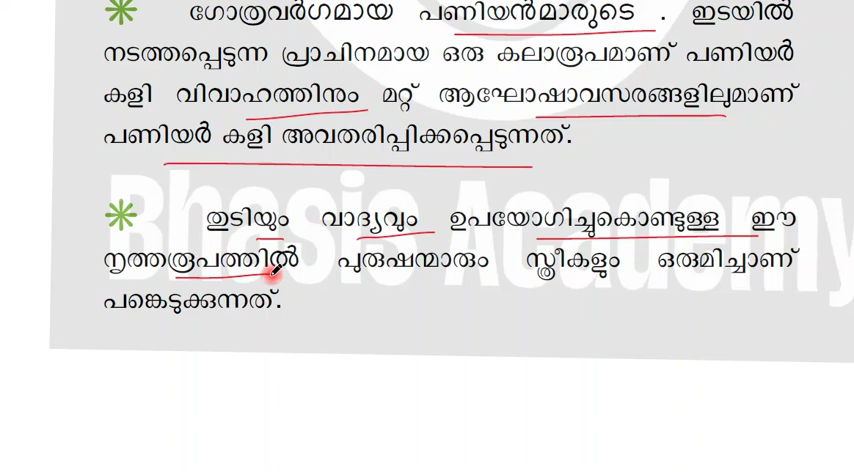 ഗോത്രവർഗമായ പണിയൻമാരുടെ . ഇടയിൽ
നടത്തപ്പെടുന്ന പ്രാചിനമായ ഒരു കലാരൂപമാണ് പണിയർ
കളി വിവാഹത്തിനും മറ്റ് ആഘോഷാവസരങ്ങളിലുമാണ്
പണിയർ കളി അവതരിപ്പിക്കപ്പെടുന്നത്.
തുടിയും വാദ്യവും ഉപയോഗിച്ചുകൊണ്ടുള്ള ഈ
നൃത്തരൂപത്തിൽ പുരുഷന്മാരും സ്ത്രീകളും ഒരുമിച്ചാണ്
പങ്കെടുക്കുന്നത്.
Bhasis Academy